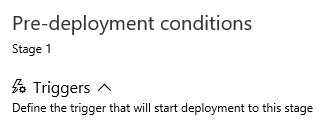 Pre-deployment conditions
Stage 1
Triggers
Define the trigger that will start deployment to this stage